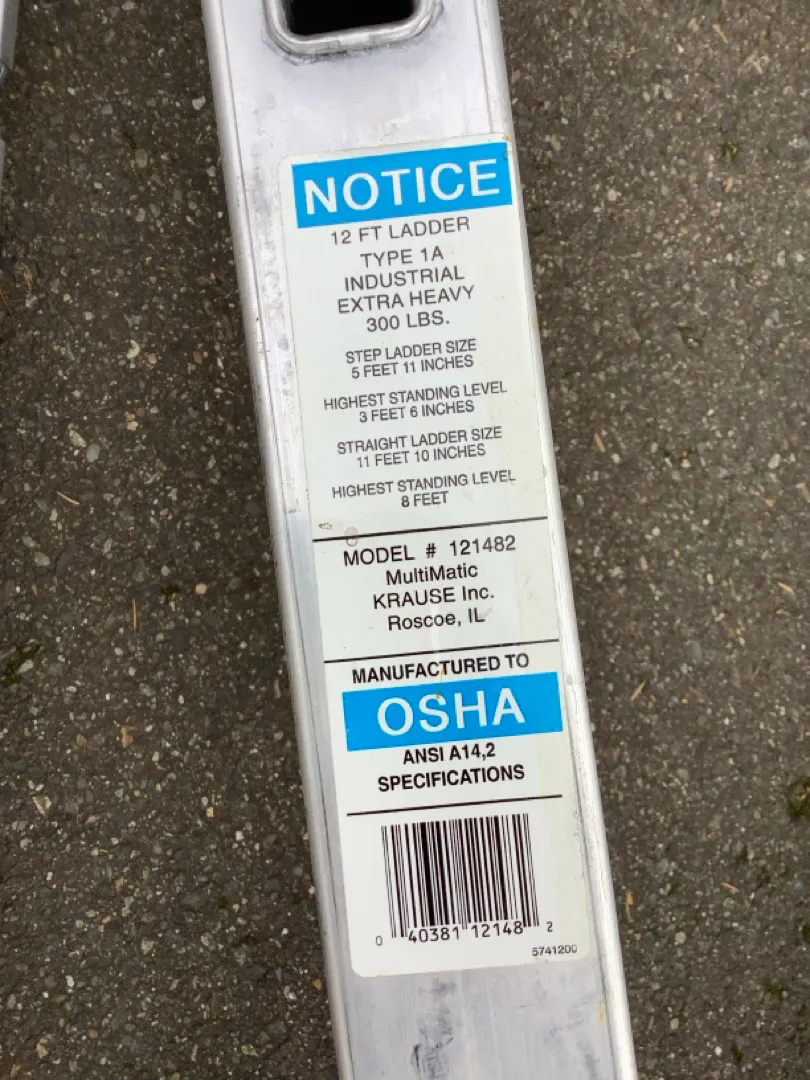 NOTICE
12 FT LADDER
TYPE 1A
INDUSTRIAL
EXTRA HEAVY
300 LBS.
STEP LADDER SIZE
5 FEET 11 INCHES
HIGHEST STANDING LEVEL
3 FEET 6 INCHES
STRAIGHT LADDER SIZE
11 FEET 10 INCHES
HIGHEST STANDING LEVEL
8 FEET
MODEL # 121482
MultiMatic
KRAUSE Inc.
Roscoe, IL
MANUFACTURED TO
OSHA
ANSI A14,2
SPECIFICATIONS
0 40381 12148 2
5741200